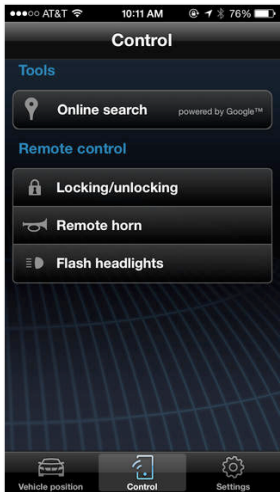 AT&T 10:11 AM 76%
Control
Tools
Online search powered by Google™
Remote control
Locking/unlocking
Remote horn
Flash headlights
Vehicle position Control Settings